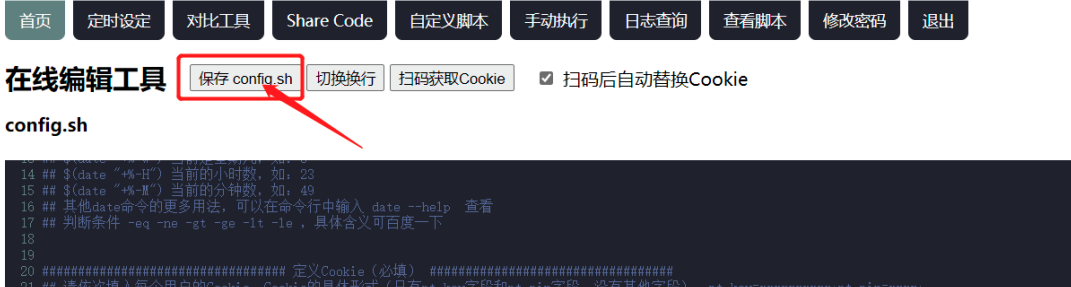 首页 定时设定 对比工具 Share Code 自定义脚本 手动执行 日志查询 查看脚本 修改密码 退出
在线编辑工具 保存 config.sh 切换换行 扫码获取Cookie 扫码后自动替换Cookie
config.sh
14 ## $(date "+%-H") 当前的小时数，如：23
15 ## $(date "+%-M") 当前的分钟数，如：49
16 ## 其他date命令的更多用法，可以在命令行中输入 date --help 查看
17 ## 判断条件 -eq -ne -gt -ge -lt -le ，具体含义可百度一下
18
19
20 ################################## 定义Cookie（必填） ##################################